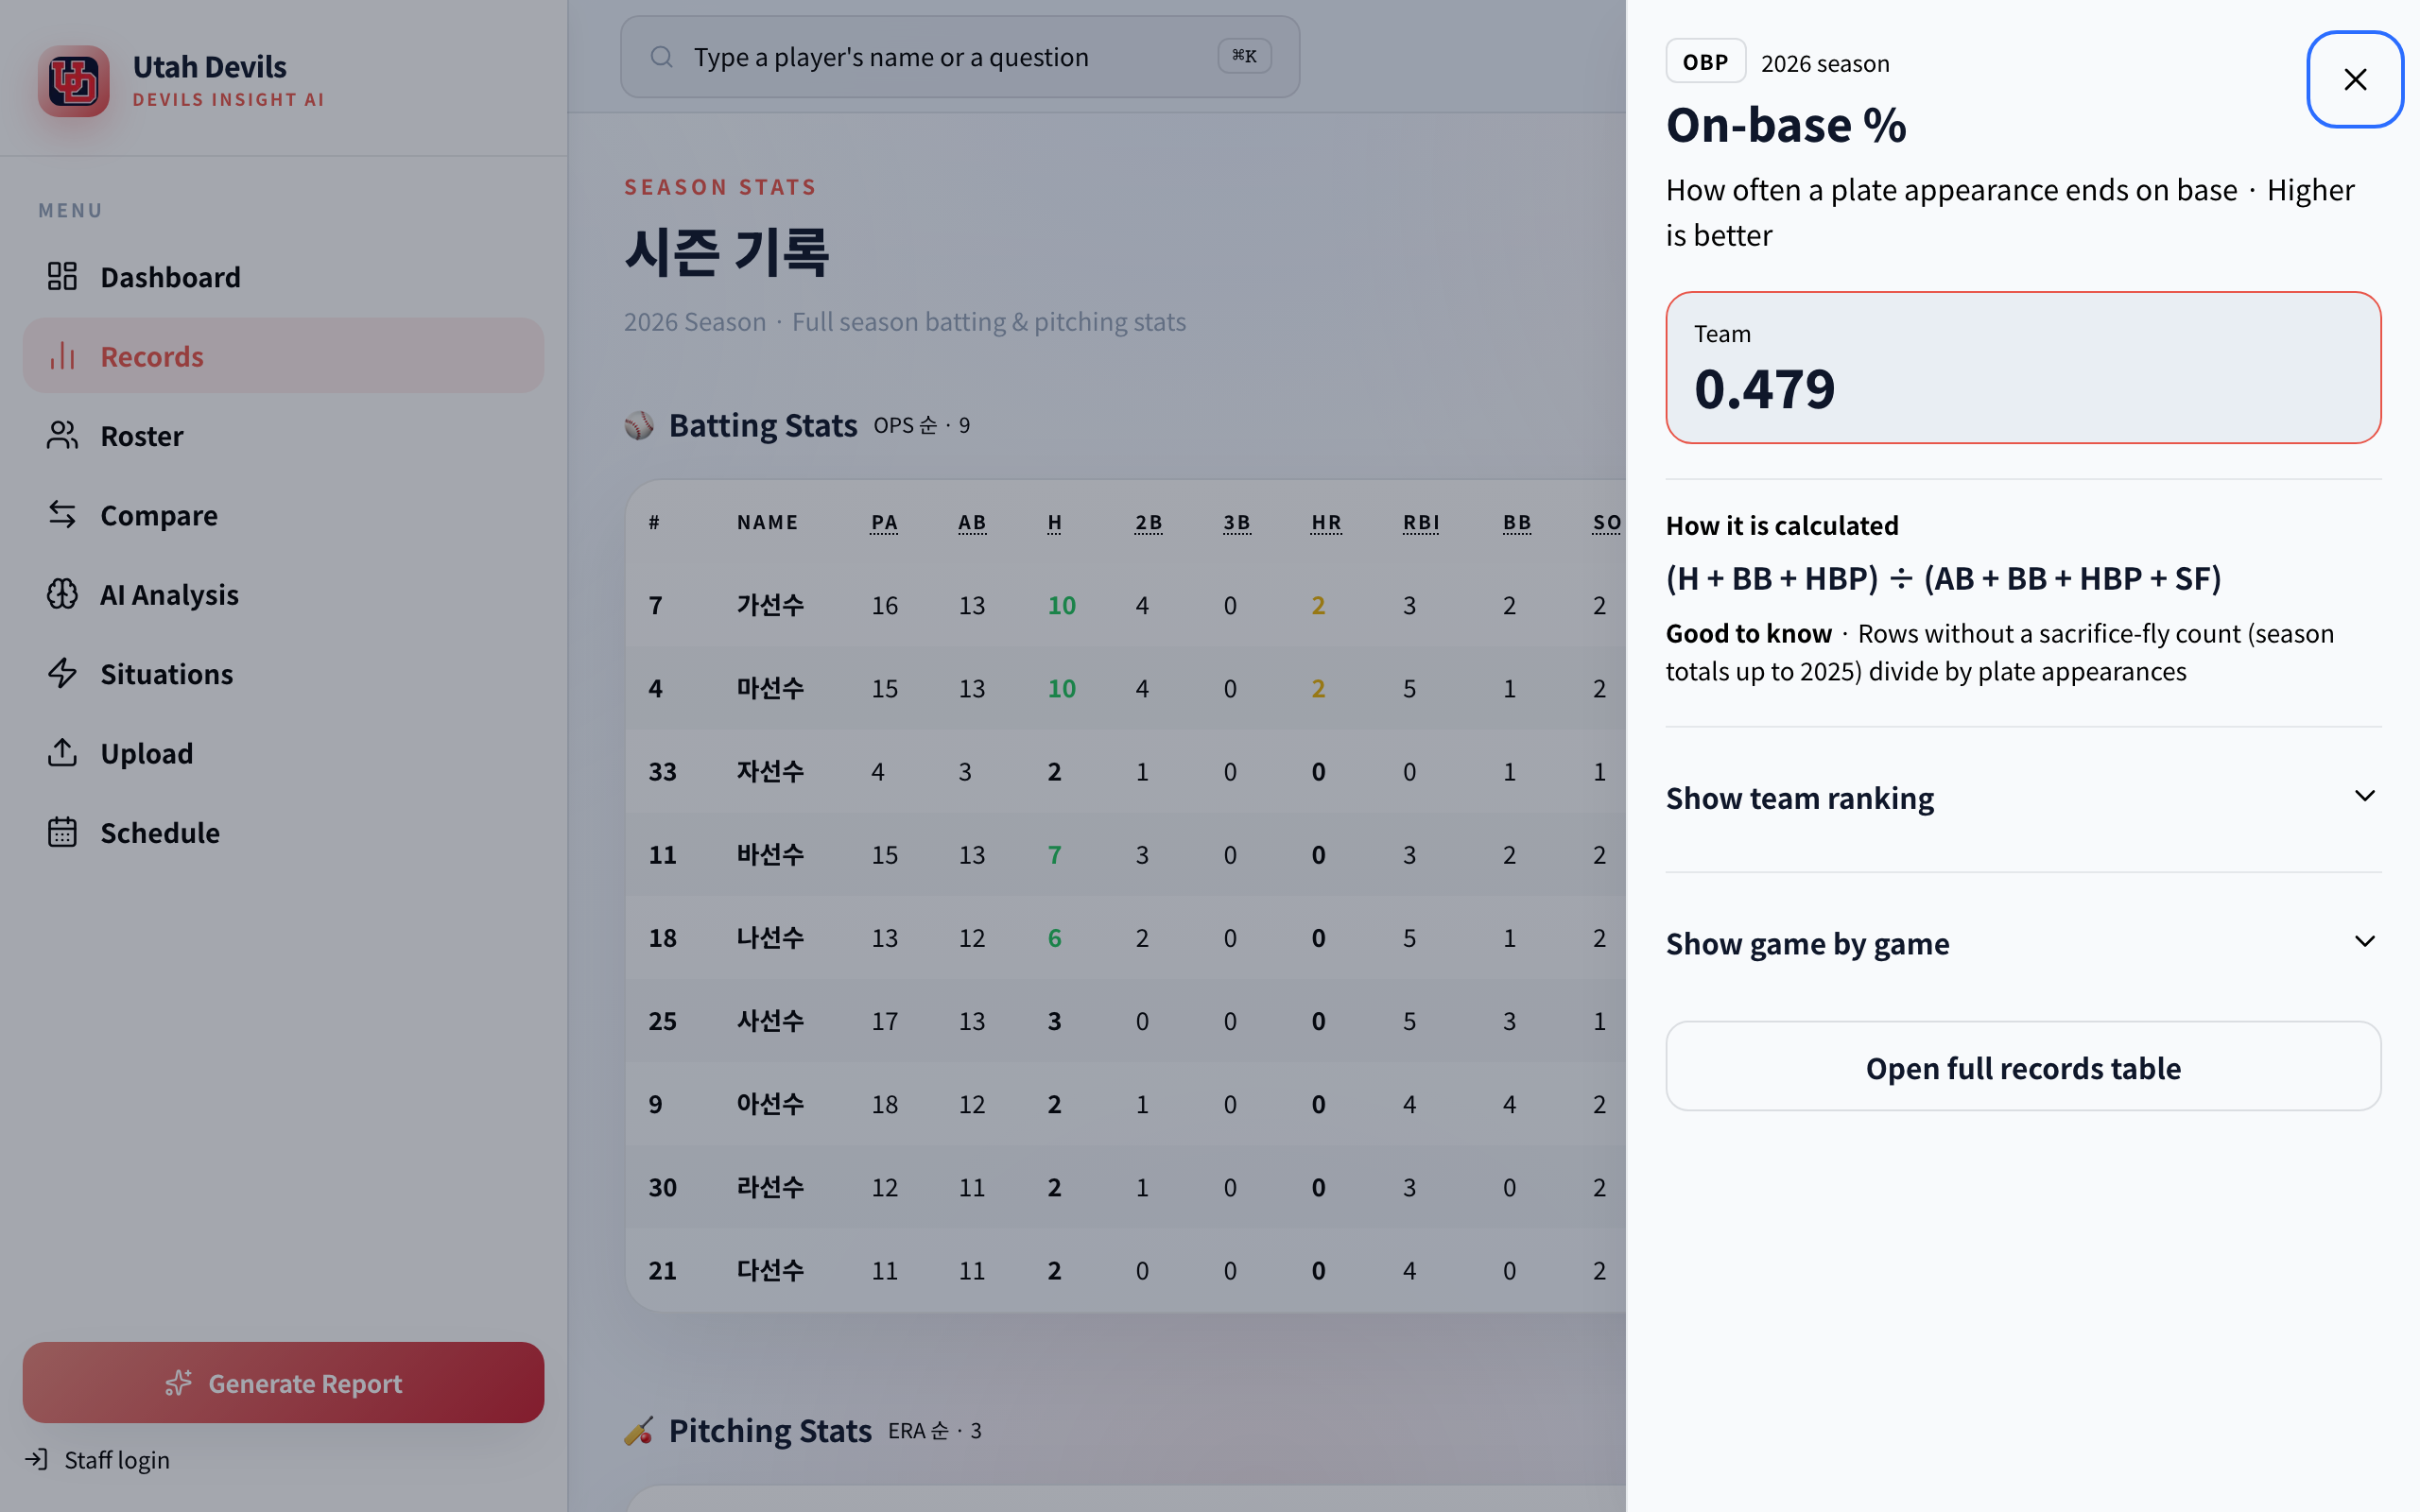 Utah Devils
DEVILS INSIGHT AI
MENU
Dashboard
Records
Roster
Compare
AI Analysis
Situations
Upload
Schedule
Generate Report
Staff login
Type a player's name or a question ⌘K
SEASON STATS
시즌 기록
2026 Season · Full season batting & pitching stats
Batting Stats OPS 순 · 9
# NAME PA AB H 2B 3B HR RBI BB SO
7 가선수 16 13 10 4 0 2 3 2 2
4 마선수 15 13 10 4 0 2 5 1 2
33 자선수 4 3 2 1 0 0 0 1 1
11 바선수 15 13 7 3 0 0 3 2 2
18 나선수 13 12 6 2 0 0 5 1 2
25 사선수 17 13 3 0 0 0 5 3 1
9 아선수 18 12 2 1 0 0 4 4 2
30 라선수 12 11 2 1 0 0 3 0 2
21 다선수 11 11 2 0 0 0 4 0 2
Pitching Stats ERA 순 · 3
OBP 2026 season
On-base %
How often a plate appearance ends on base · Higher
is better
Team
0.479
How it is calculated
(H + BB + HBP) ÷ (AB + BB + HBP + SF)
Good to know · Rows without a sacrifice-fly count (season
totals up to 2025) divide by plate appearances
Show team ranking
Show game by game
Open full records table